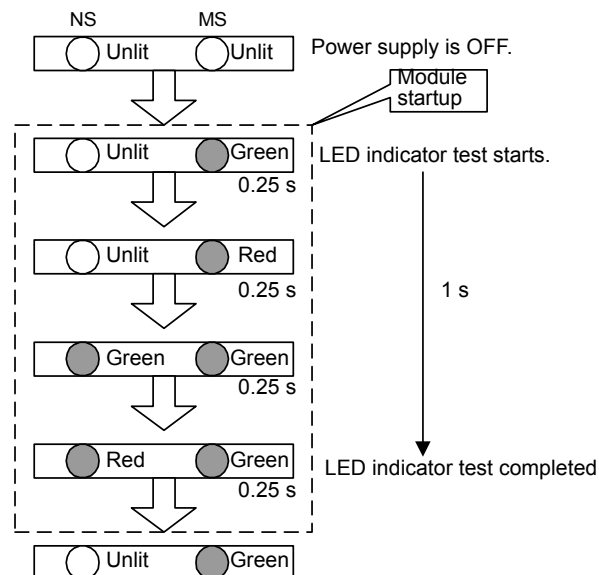 NS MS
Unlit Unlit Power supply is OFF.
Module
startup
Unlit Green LED indicator test starts.
0.25 s
Unlit Red
0.25 s 1 s
Green Green
0.25 s
Red Green LED indicator test completed
0.25 s
Unlit Green